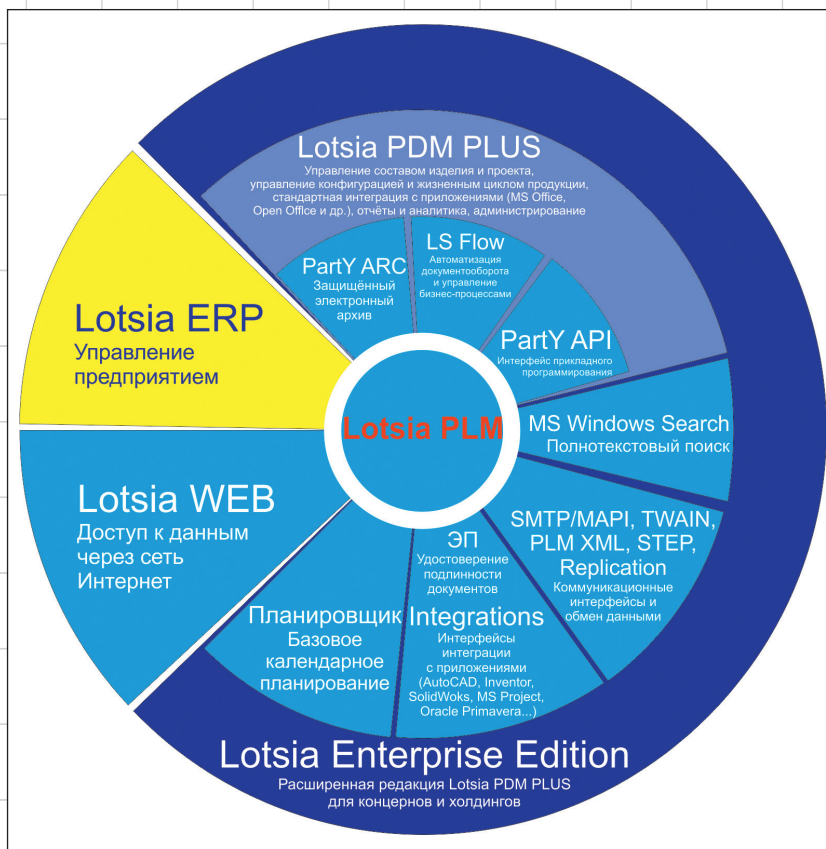 Lotsia PDM PLUS
Управление составом изделия и проекта,
управление конфигурацией и жизненным циклом продукции,
стандартная интеграция с приложениями (MS Office,
Open Office и др.), отчёты и аналитика, администрирование
PartY ARC
Защищённый
электронный
архив
LS Flow
Автоматизация
документооборота
и управление
бизнес-процессами
PartY API
Интерфейс прикладного
программирования
Lotsia ERP
Управление
предприятием
Lotsia PLM
MS Windows Search
Полнотекстовый поиск
Lotsia WEB
Доступ к данным
через сеть
Интернет
SMTP/MAPI, TWAIN,
PLM XML, STEP,
Replication
Коммуникационные
интерфейсы и
обмен данными
ЭП
Удостоверение
подлинности
документов
Integrations
Интерфейсы
интеграции
с приложениями
(AutoCAD, Inventor,
SolidWoks, MS Project,
Oracle Primavera...)
Планировщик
Базовое
календарное
планирование
Lotsia Enterprise Edition
Расширенная редакция Lotsia PDM PLUS
для концернов и холдингов